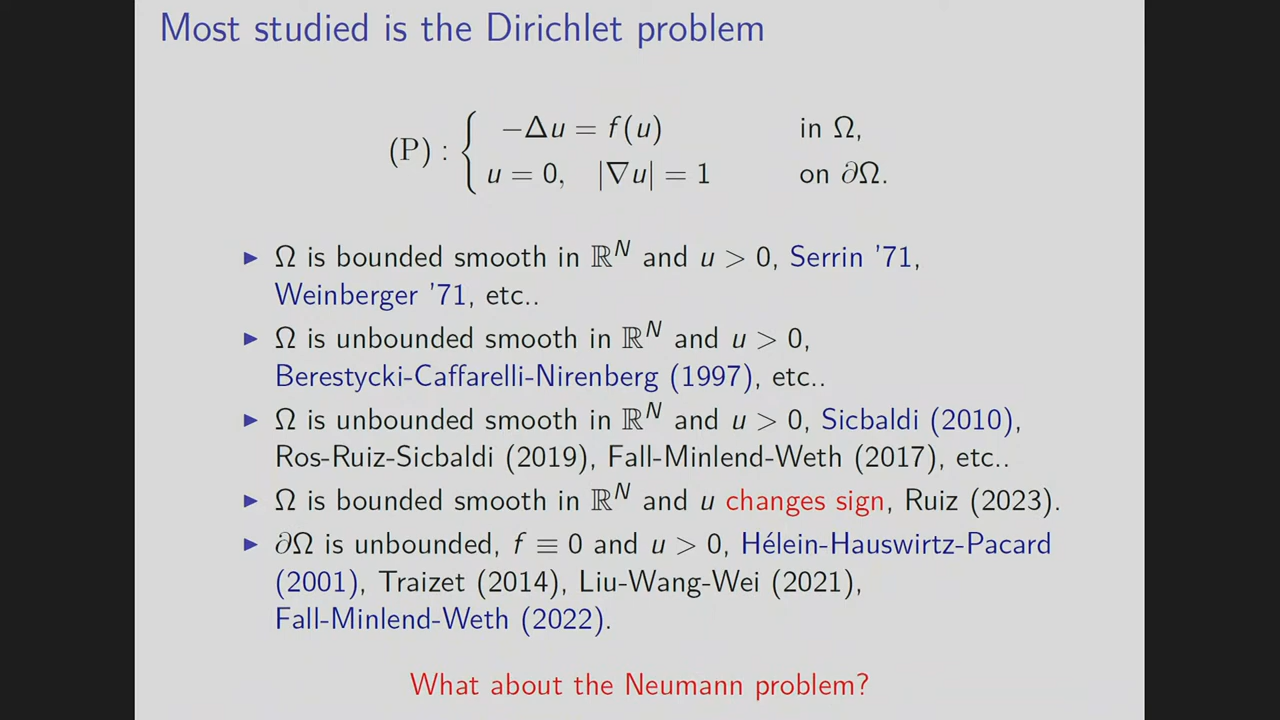 Most studied is the Dirichlet problem
(P) : { −Δu = f(u) in Ω,
u = 0, |∇u| = 1 on ∂Ω.
▶ Ω is bounded smooth in ℝᴺ and u > 0, Serrin '71,
Weinberger '71, etc..
▶ Ω is unbounded smooth in ℝᴺ and u > 0,
Berestycki-Caffarelli-Nirenberg (1997), etc..
▶ Ω is unbounded smooth in ℝᴺ and u > 0, Sicbaldi (2010),
Ros-Ruiz-Sicbaldi (2019), Fall-Minlend-Weth (2017), etc..
▶ Ω is bounded smooth in ℝᴺ and u changes sign, Ruiz (2023).
▶ ∂Ω is unbounded, f ≡ 0 and u > 0, Hélein-Hauswirtz-Pacard
(2001), Traizet (2014), Liu-Wang-Wei (2021),
Fall-Minlend-Weth (2022).
What about the Neumann problem?